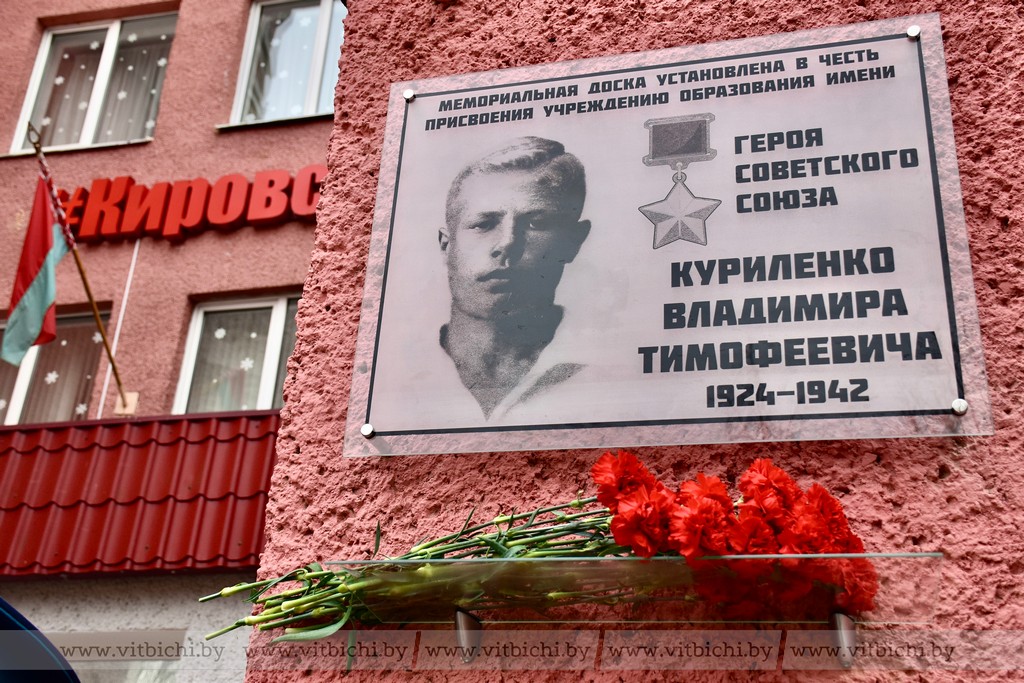 МЕМОРИАЛЬНАЯ ДОСКА УСТАНОВЛЕНА В ЧЕСТЬ
ПРИСВОЕНИЯ УЧРЕЖДЕНИЮ ОБРАЗОВАНИЯ ИМЕНИ
ГЕРОЯ
СОВЕТСКОГО
СОЮЗА
КУРИЛЕНКО
ВЛАДИМИРА
ТИМОФЕЕВИЧА
1924–1942
#Кировс
www.vitbichi.by www.vitbichi.by www.vitbichi.by www.vitbichi.by www.vitbichi.by